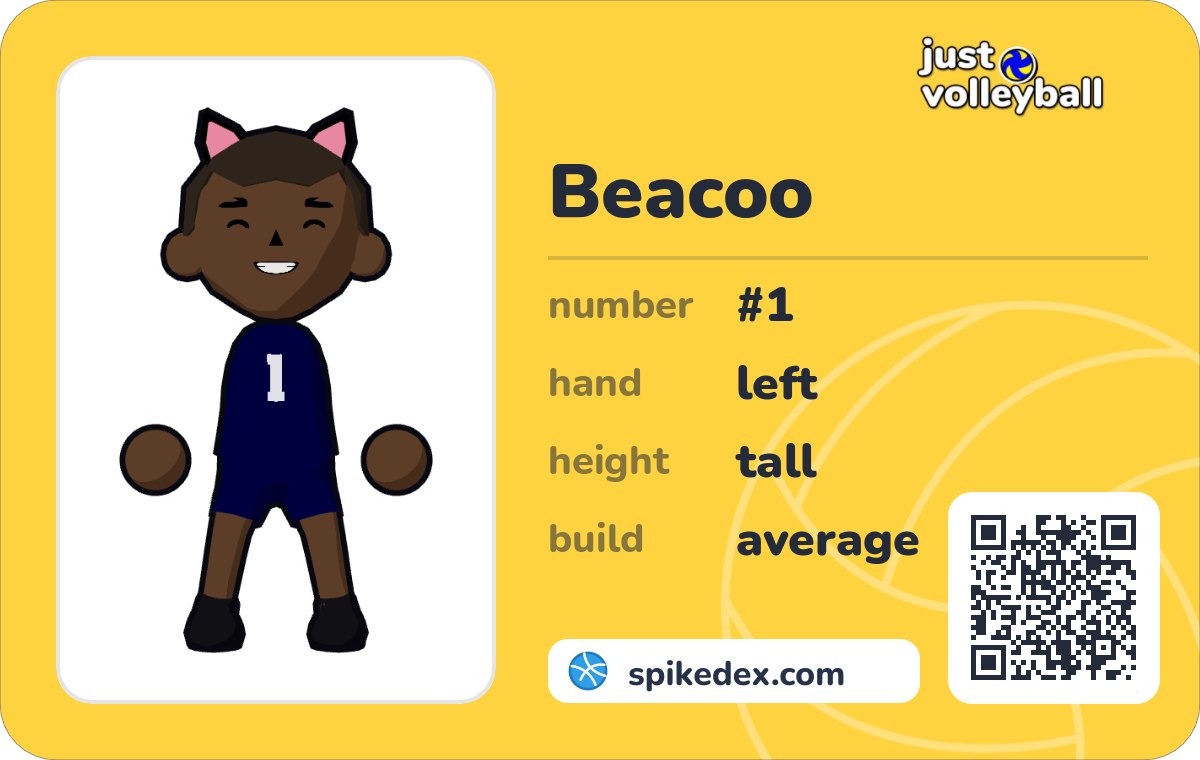 just
volleyball
Beacoo
number #1
hand left
height tall
build average
1
spikedex.com